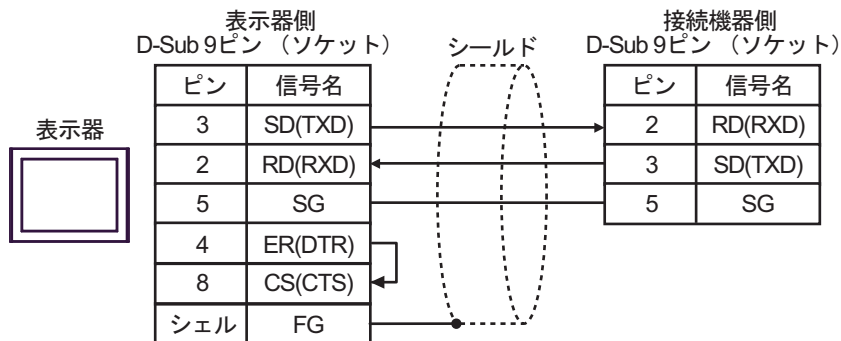 表示器側
D-Sub 9ピン （ソケット）
シールド
接続機器側
D-Sub 9ピン （ソケット）
表示器
ピン 信号名
3 SD(TXD)
2 RD(RXD)
5 SG
4 ER(DTR)
8 CS(CTS)
シェル FG
ピン 信号名
2 RD(RXD)
3 SD(TXD)
5 SG